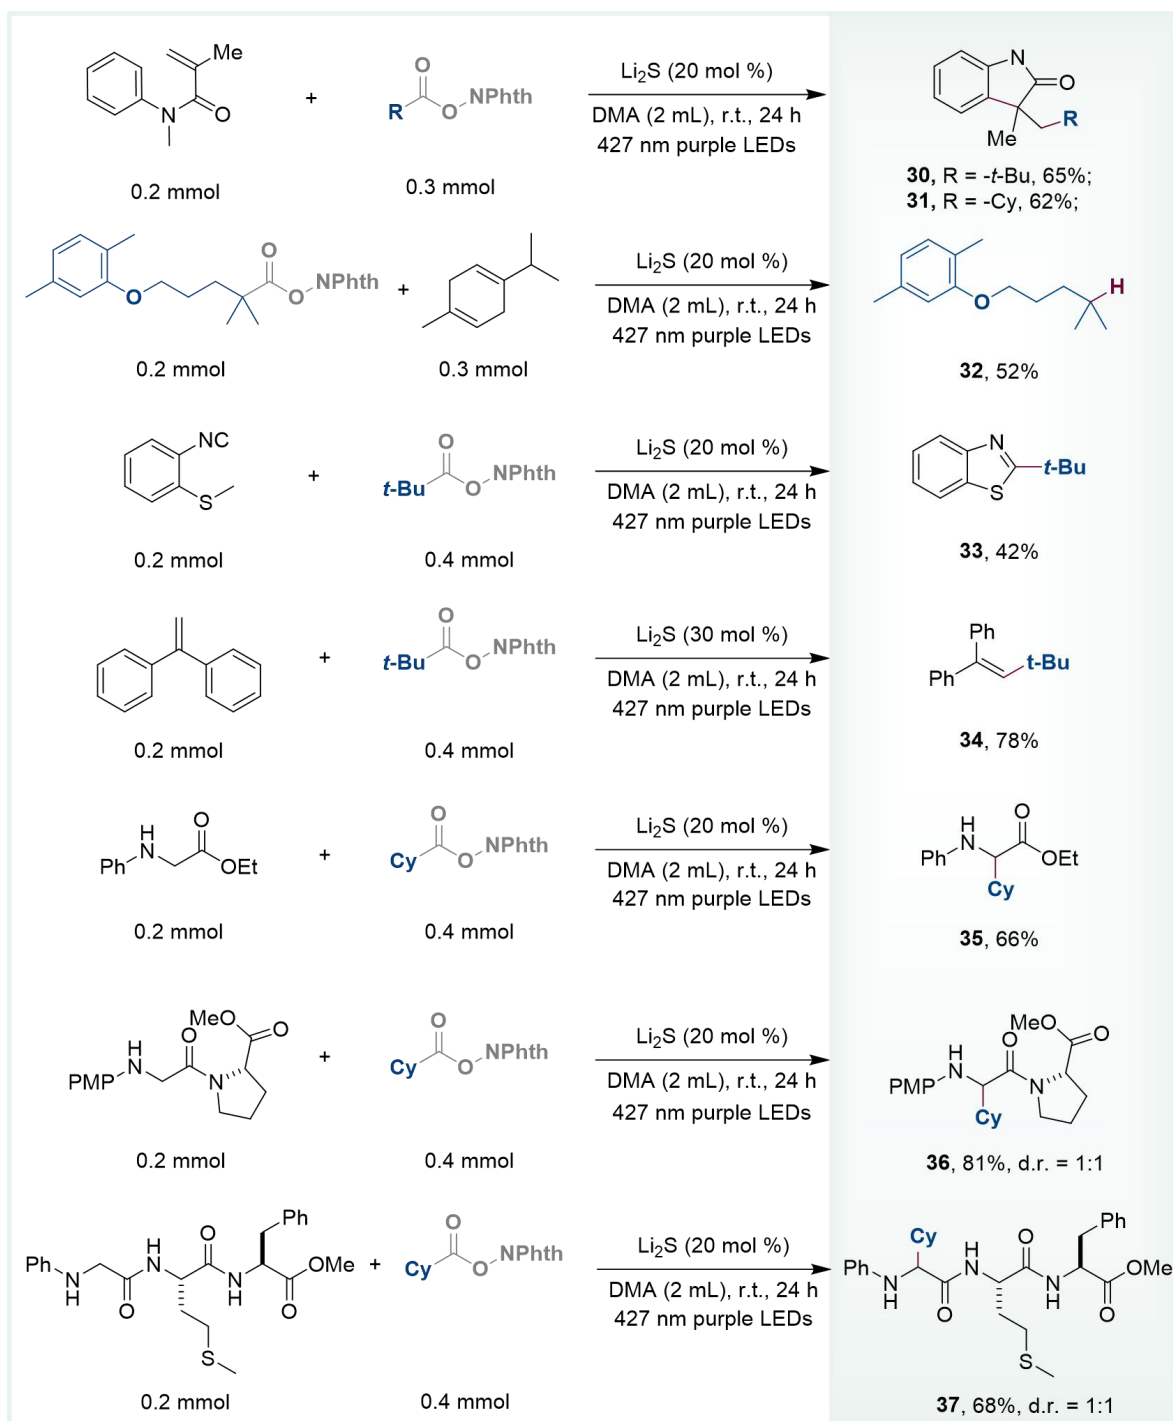 Me
N
O
+
R
O
O
NPhth
Li₂S (20 mol %)
DMA (2 mL), r.t., 24 h
427 nm purple LEDs
N
O
Me
R
0.2 mmol
0.3 mmol
30, R = -t-Bu, 65%;
31, R = -Cy, 62%;
O
O
O
NPhth
+
Li₂S (20 mol %)
DMA (2 mL), r.t., 24 h
427 nm purple LEDs
O
H
0.2 mmol
0.3 mmol
32, 52%
NC
S
+
t-Bu
O
O
NPhth
Li₂S (20 mol %)
DMA (2 mL), r.t., 24 h
427 nm purple LEDs
N
S
t-Bu
0.2 mmol
0.4 mmol
33, 42%
+
t-Bu
O
O
NPhth
Li₂S (30 mol %)
DMA (2 mL), r.t., 24 h
427 nm purple LEDs
Ph
Ph
t-Bu
0.2 mmol
0.4 mmol
34, 78%
Ph
H
N
O
OEt
+
Cy
O
O
NPhth
Li₂S (20 mol %)
DMA (2 mL), r.t., 24 h
427 nm purple LEDs
Ph
H
N
O
OEt
Cy
0.2 mmol
0.4 mmol
35, 66%
PMP
H
N
O
N
MeO
O
+
Cy
O
O
NPhth
Li₂S (20 mol %)
DMA (2 mL), r.t., 24 h
427 nm purple LEDs
PMP
H
N
Cy
O
N
MeO
O
0.2 mmol
0.4 mmol
36, 81%, d.r. = 1:1
Ph
N
H
O
H
N
O
S
N
H
Ph
O
OMe
+
Cy
O
O
NPhth
Li₂S (20 mol %)
DMA (2 mL), r.t., 24 h
427 nm purple LEDs
Ph
N
H
Cy
O
H
N
O
S
N
H
Ph
O
OMe
0.2 mmol
0.4 mmol
37, 68%, d.r. = 1:1